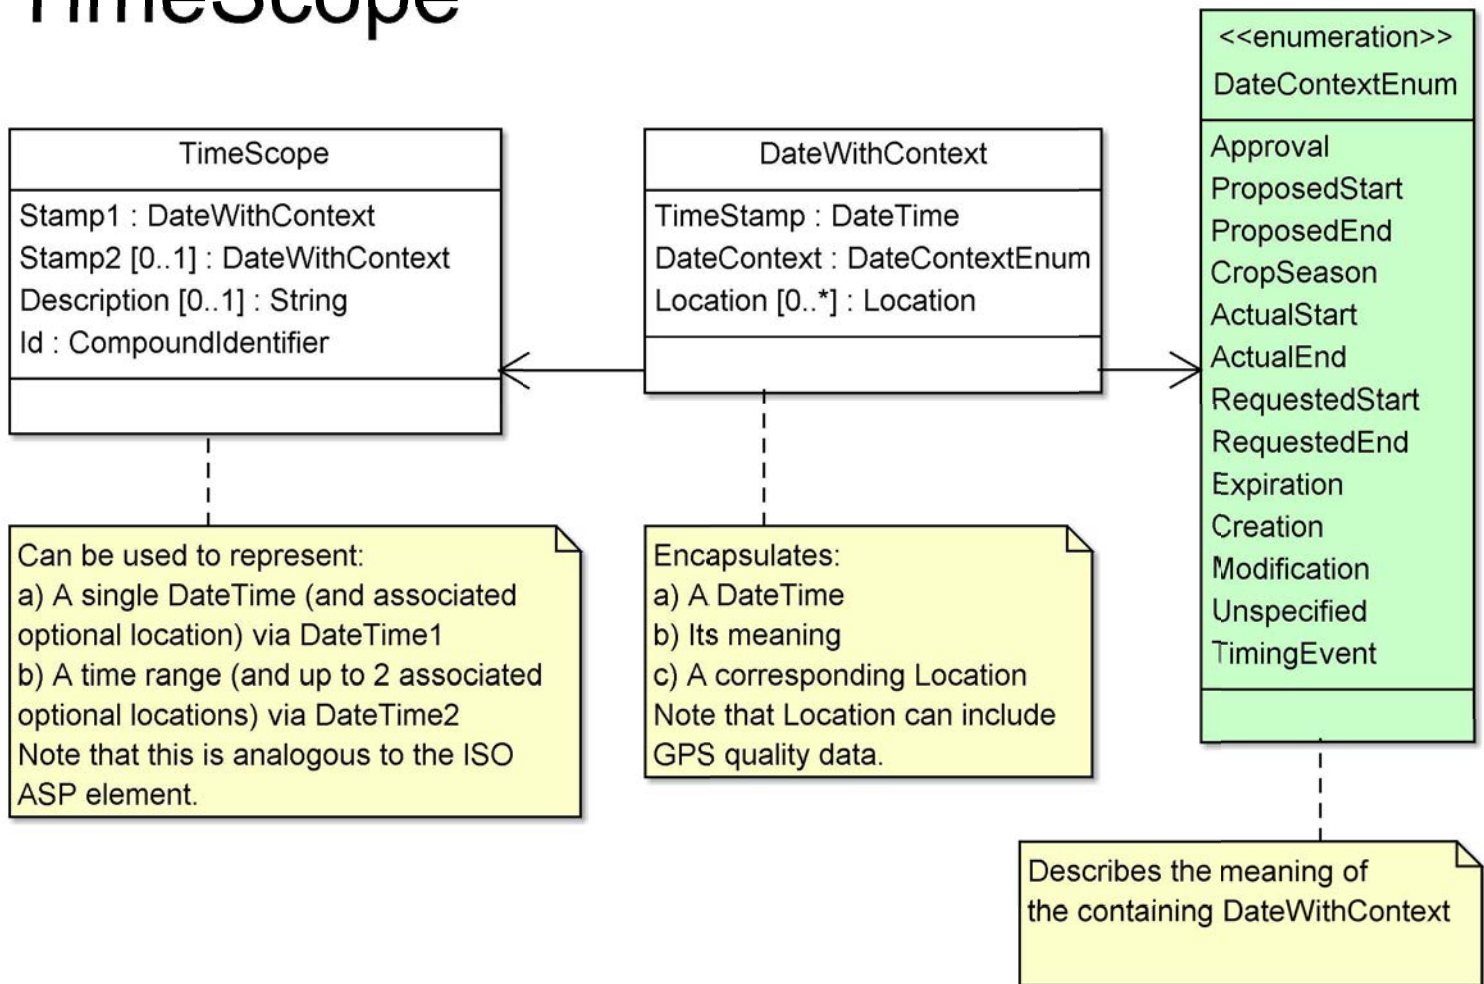 TimeScope
<<enumeration>>
DateContextEnum
Approval
ProposedStart
ProposedEnd
CropSeason
ActualStart
ActualEnd
RequestedStart
RequestedEnd
Expiration
Creation
Modification
Unspecified
TimingEvent
TimeScope
Stamp1 : DateWithContext
Stamp2 [0..1] : DateWithContext
Description [0..1] : String
Id : CompoundIdentifier
DateWithContext
TimeStamp : DateTime
DateContext : DateContextEnum
Location [0..*] : Location
Can be used to represent:
a) A single DateTime (and associated
optional location) via DateTime1
b) A time range (and up to 2 associated
optional locations) via DateTime2
Note that this is analogous to the ISO
ASP element.
Encapsulates:
a) A DateTime
b) Its meaning
c) A corresponding Location
Note that Location can include
GPS quality data.
Describes the meaning of
the containing DateWithContext